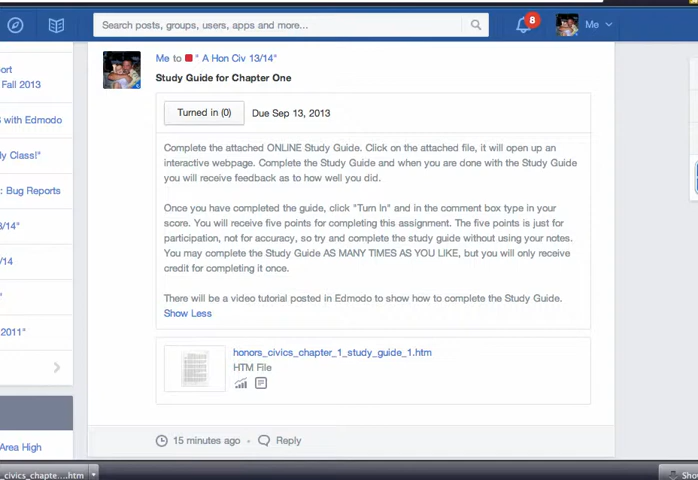 Search posts, groups, users, apps and more...
8
Me
ort
Fall 2013
S with Edmodo
ly Class!"
: Bug Reports
3/14"
/14
"
2011"
Area High
Me to " A Hon Civ 13/14"
Study Guide for Chapter One
Turned in (0) Due Sep 13, 2013
Complete the attached ONLINE Study Guide. Click on the attached file, it will open up an
interactive webpage. Complete the Study Guide and when you are done with the Study Guide
you will receive feedback as to how well you did.
Once you have completed the guide, click "Turn In" and in the comment box type in your
score. You will receive five points for completing this assignment. The five points is just for
participation, not for accuracy, so try and complete the study guide without using your notes.
You may complete the Study Guide AS MANY TIMES AS YOU LIKE, but you will only receive
credit for completing it once.
There will be a video tutorial posted in Edmodo to show how to complete the Study Guide.
Show Less
honors_civics_chapter_1_study_guide_1.htm
HTM File
15 minutes ago · Reply
_civics_chapte....htm
Sho